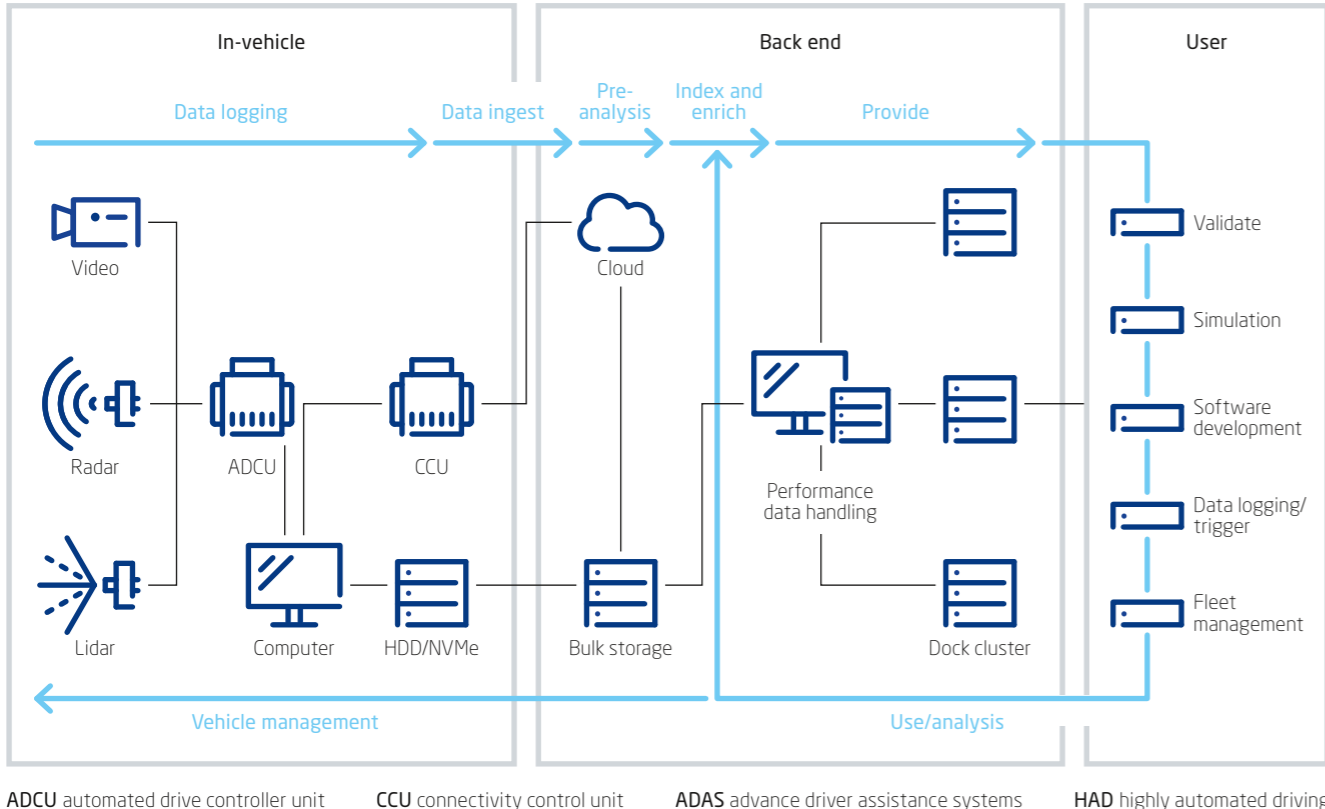 In-vehicle
Back end
User
Data logging
Data ingest
Pre-
analysis
Index and
enrich
Provide
Video
Cloud
Validate
Simulation
Radar
ADCU
CCU
Performance
data handling
Software
development
Data logging/
trigger
Lidar
Computer
HDD/NVMe
Bulk storage
Dock cluster
Fleet
management
Vehicle management
Use/analysis
ADCU automated drive controller unit
CCU connectivity control unit
ADAS advance driver assistance systems
HAD highly automated driving